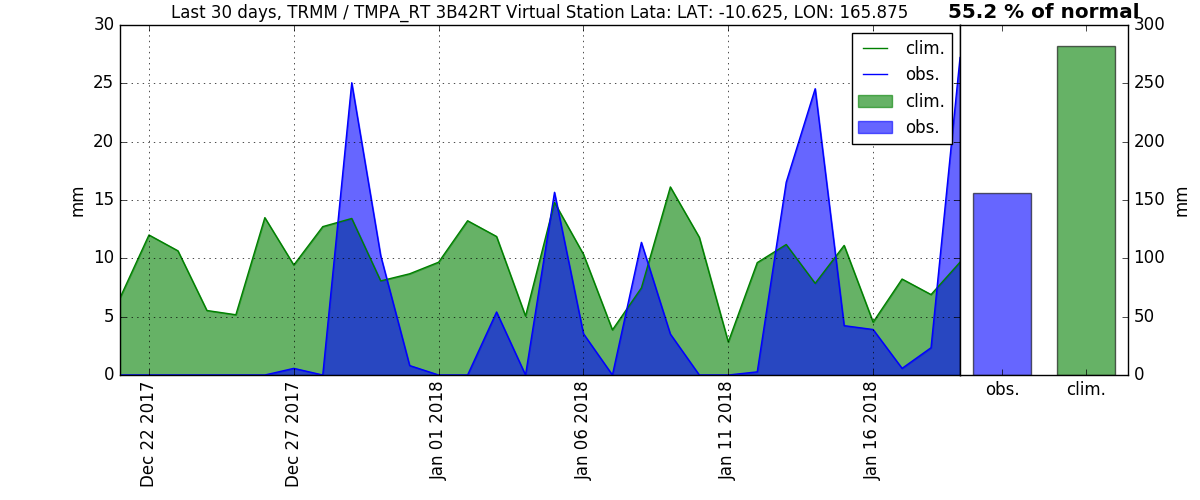 Last 30 days, TRMM / TMPA_RT 3B42RT Virtual Station Lata: LAT: -10.625, LON: 165.875
55.2 % of normal
30
25
20
15
10
5
0
mm
clim.
obs.
clim.
obs.
300
250
200
150
100
50
0
mm
obs.
clim.
Dec 22 2017
Dec 27 2017
Jan 01 2018
Jan 06 2018
Jan 11 2018
Jan 16 2018